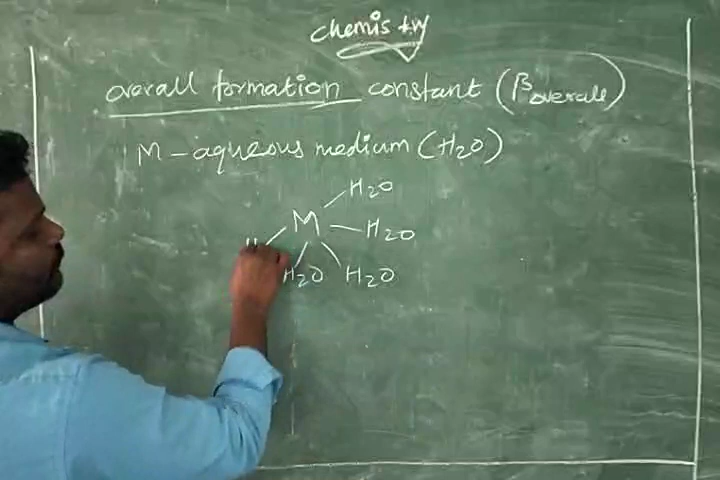 chemistry
overall formation constant (βoverall)
M - aqueous medium (H2O)
H2O
M
H2O
H2O H2O